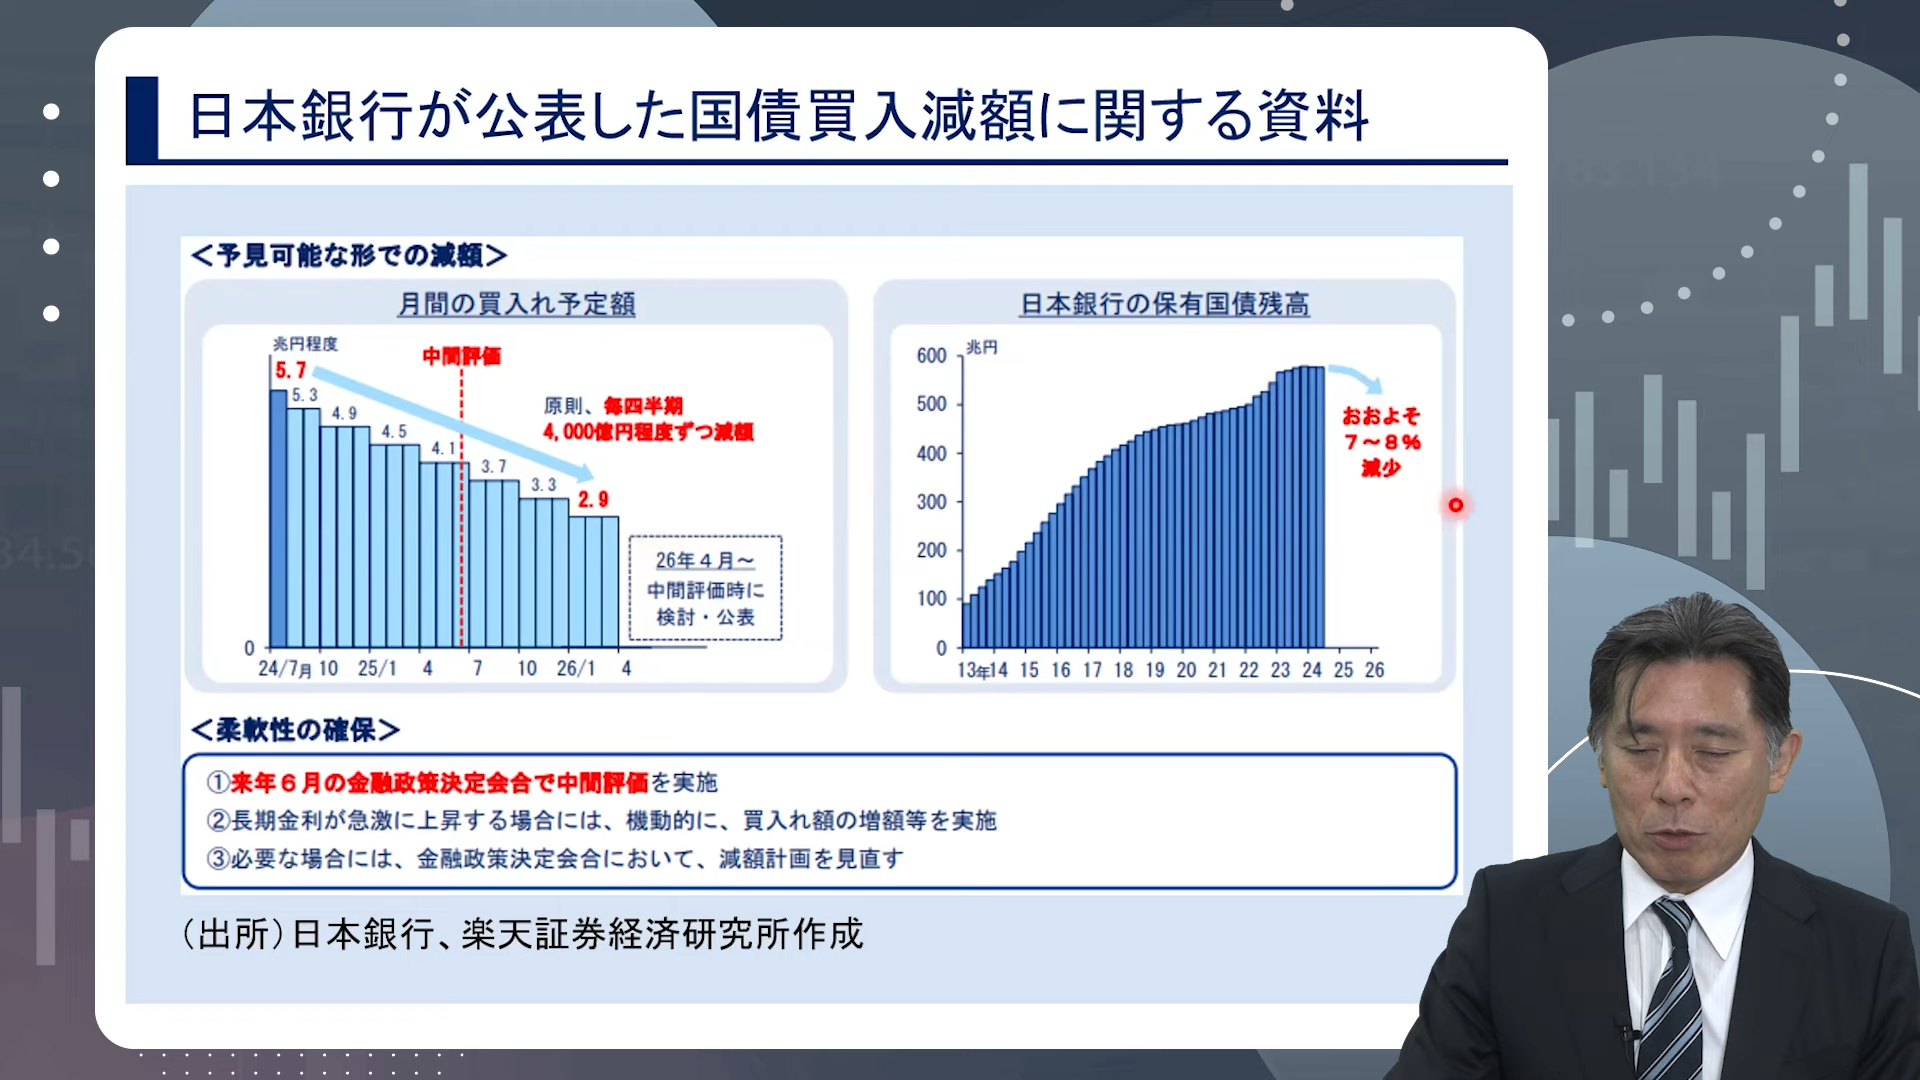 日本銀行が公表した国債買入減額に関する資料
＜予見可能な形での減額＞
月間の買入れ予定額
兆円程度
5.7
5.3
4.9
4.5
4.1
3.7
3.3
2.9
中間評価
原則、毎四半期
4,000億円程度ずつ減額
26年４月～
中間評価時に
検討・公表
0
24/7月 10 25/1 4 7 10 26/1 4
日本銀行の保有国債残高
兆円
600
500
400
300
200
100
0
13年14 15 16 17 18 19 20 21 22 23 24 25 26
おおよそ
７～８％
減少
＜柔軟性の確保＞
①来年６月の金融政策決定会合で中間評価を実施
②長期金利が急激に上昇する場合には、機動的に、買入れ額の増額等を実施
③必要な場合には、金融政策決定会合において、減額計画を見直す
（出所）日本銀行、楽天証券経済研究所作成